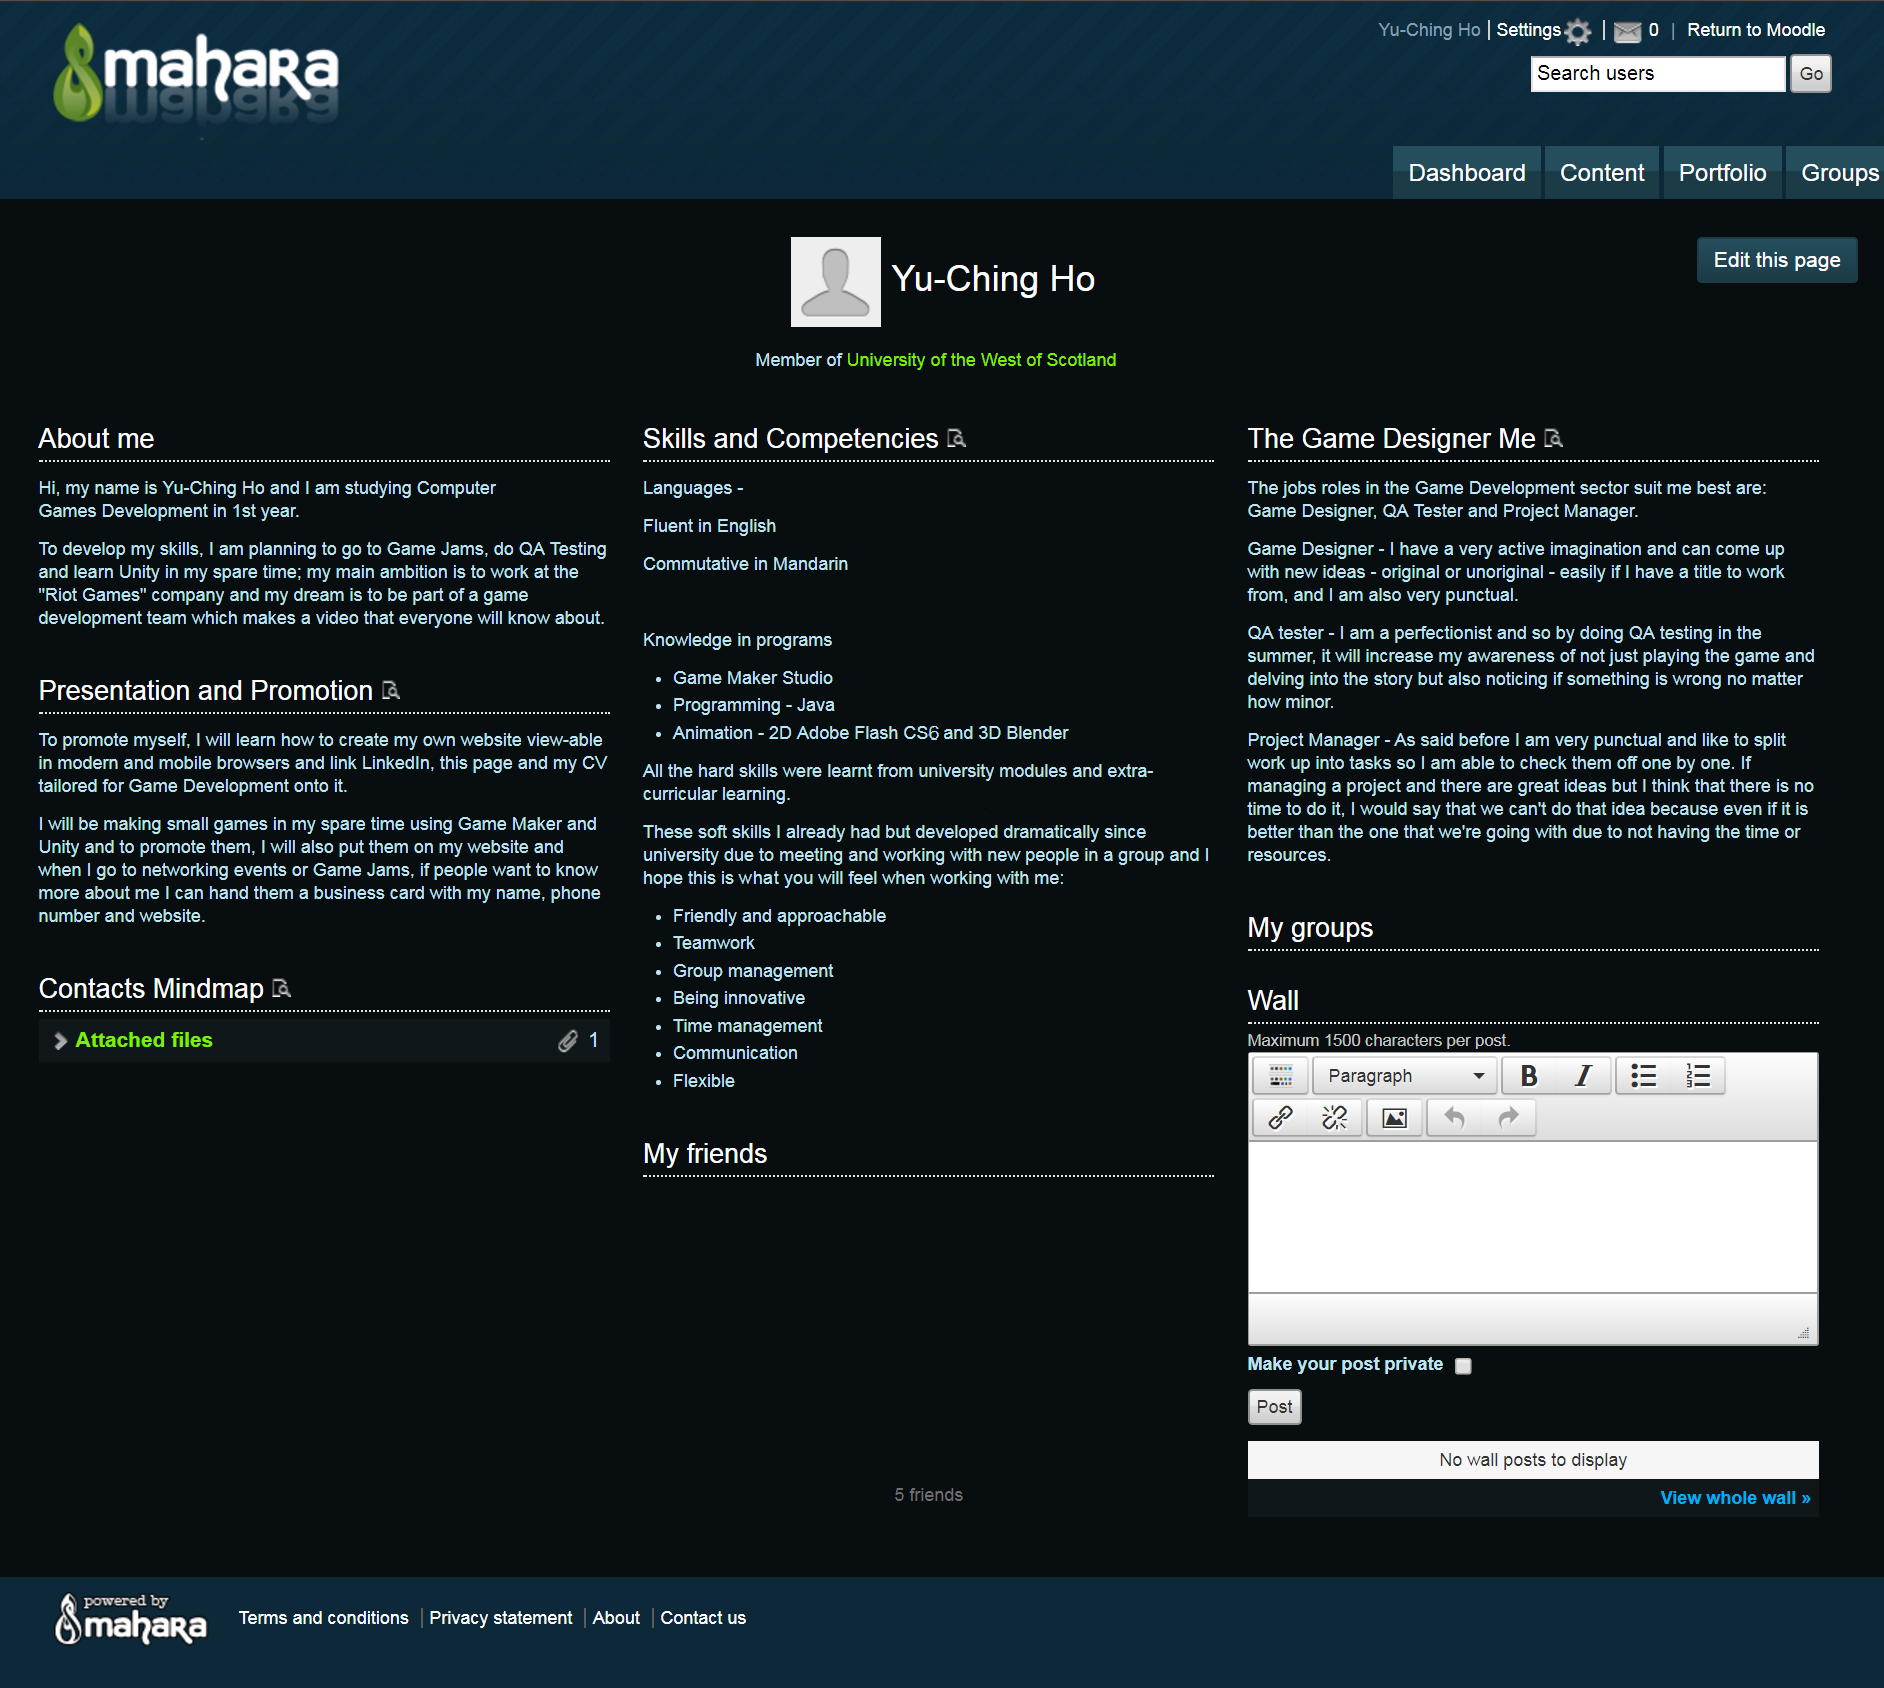 mahara
Yu-Ching Ho | Settings | 0 | Return to Moodle
Search users Go
Dashboard Content Portfolio Groups
Yu-Ching Ho
Edit this page
Member of University of the West of Scotland
About me
Hi, my name is Yu-Ching Ho and I am studying Computer
Games Development in 1st year.
To develop my skills, I am planning to go to Game Jams, do QA Testing
and learn Unity in my spare time; my main ambition is to work at the
"Riot Games" company and my dream is to be part of a game
development team which makes a video that everyone will know about.
Presentation and Promotion
To promote myself, I will learn how to create my own website view-able
in modern and mobile browsers and link LinkedIn, this page and my CV
tailored for Game Development onto it.
I will be making small games in my spare time using Game Maker and
Unity and to promote them, I will also put them on my website and
when I go to networking events or Game Jams, if people want to know
more about me I can hand them a business card with my name, phone
number and website.
Contacts Mindmap
Attached files 1
Skills and Competencies
Languages -
Fluent in English
Commutative in Mandarin
Knowledge in programs
• Game Maker Studio
• Programming - Java
• Animation - 2D Adobe Flash CS6 and 3D Blender
All the hard skills were learnt from university modules and extra-
curricular learning.
These soft skills I already had but developed dramatically since
university due to meeting and working with new people in a group and I
hope this is what you will feel when working with me:
• Friendly and approachable
• Teamwork
• Group management
• Being innovative
• Time management
• Communication
• Flexible
My friends
5 friends
The Game Designer Me
The jobs roles in the Game Development sector suit me best are:
Game Designer, QA Tester and Project Manager.
Game Designer - I have a very active imagination and can come up
with new ideas - original or unoriginal - easily if I have a title to work
from, and I am also very punctual.
QA tester - I am a perfectionist and so by doing QA testing in the
summer, it will increase my awareness of not just playing the game and
delving into the story but also noticing if something is wrong no matter
how minor.
Project Manager - As said before I am very punctual and like to split
work up into tasks so I am able to check them off one by one. If
managing a project and there are great ideas but I think that there is no
time to do it, I would say that we can't do that idea because even if it is
better than the one that we're going with due to not having the time or
resources.
My groups
Wall
Maximum 1500 characters per post.
Paragraph B I
Make your post private
Post
No wall posts to display
View whole wall »
powered by
mahara
Terms and conditions | Privacy statement | About | Contact us